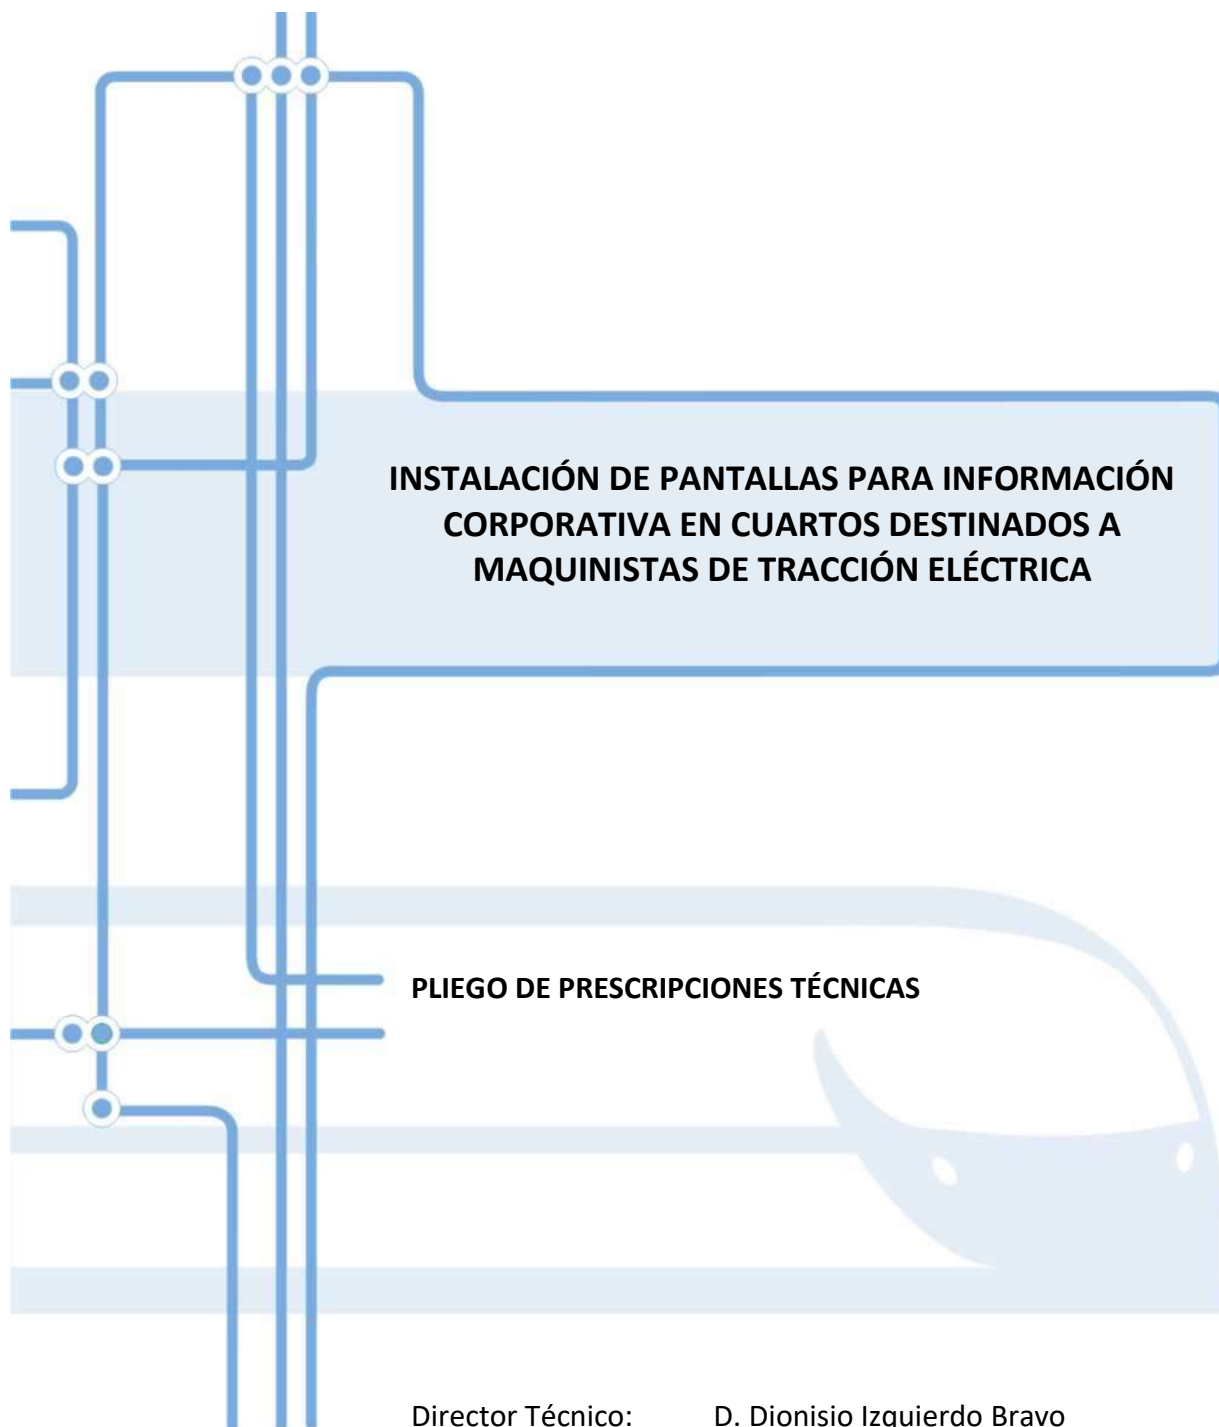 INSTALACIÓN DE PANTALLAS PARA INFORMACIÓN
CORPORATIVA EN CUARTOS DESTINADOS A
MAQUINISTAS DE TRACCIÓN ELÉCTRICA
PLIEGO DE PRESCRIPCIONES TÉCNICAS
Director Técnico: D. Dionisio Izquierdo Bravo